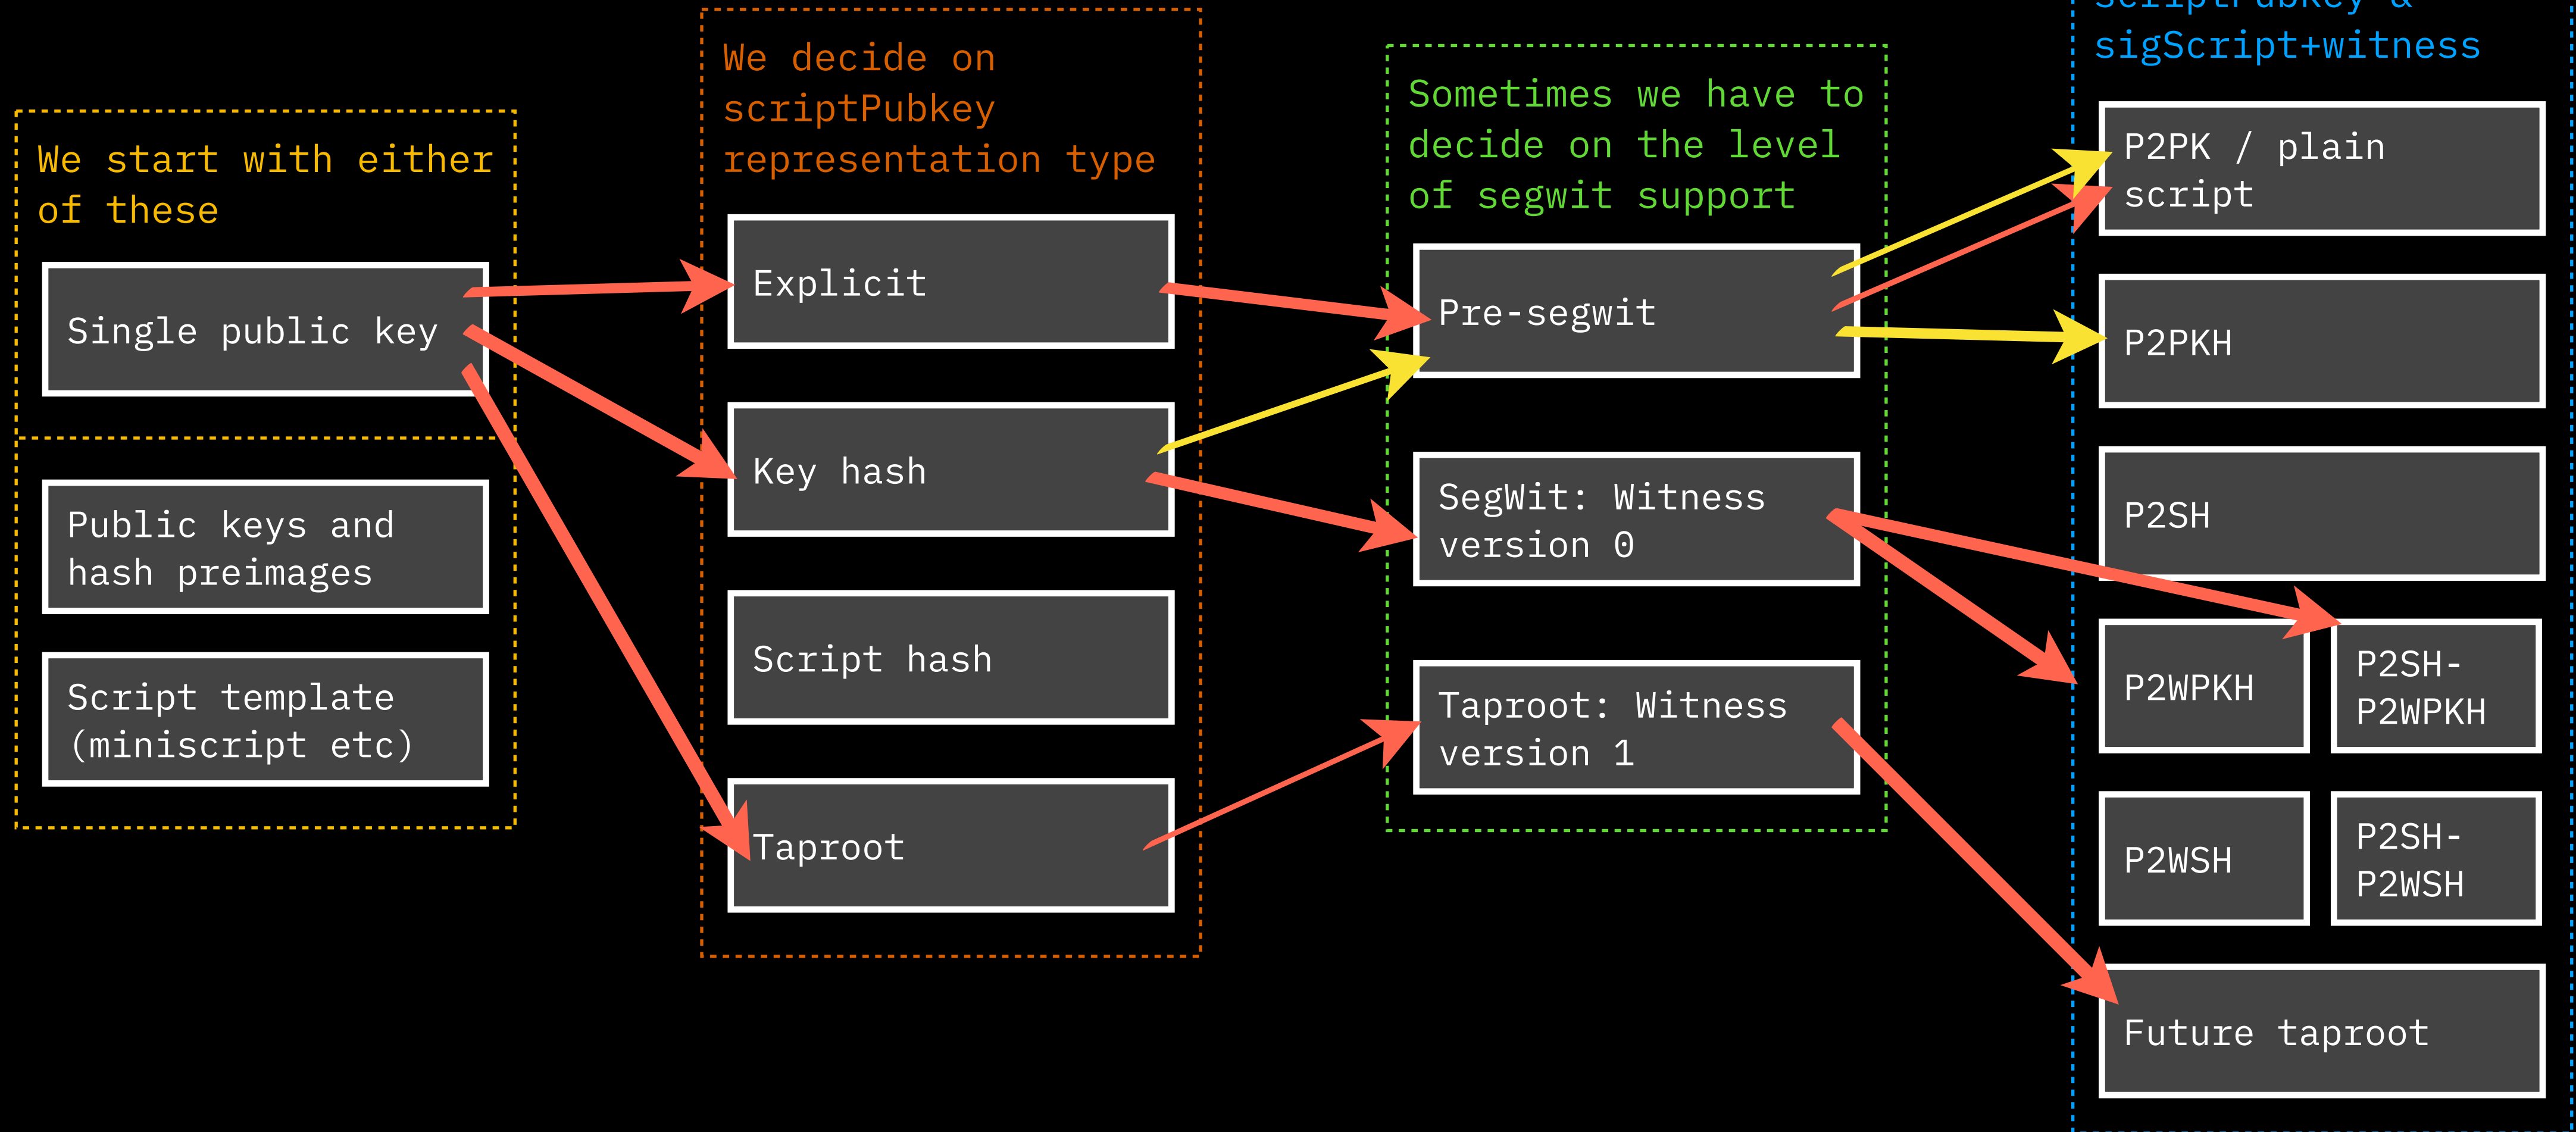 We start with either
of these
Single public key
Public keys and
hash preimages
Script template
(miniscript etc)
We decide on
scriptPubkey
representation type
Explicit
Key hash
Script hash
Taproot
Sometimes we have to
decide on the level
of segwit support
Pre-segwit
SegWit: Witness
version 0
Taproot: Witness
version 1
scriptPubkey &
sigScript+witness
P2PK / plain
script
P2PKH
P2SH
P2WPKH
P2SH-
P2WPKH
P2WSH
P2SH-
P2WSH
Future taproot